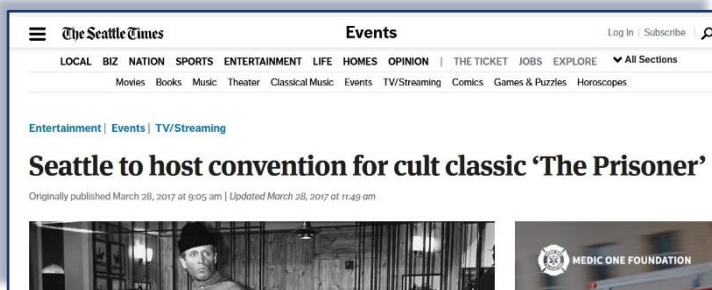 The Seattle Times
Events
Log In | Subscribe
LOCAL BIZ NATION SPORTS ENTERTAINMENT LIFE HOMES OPINION | THE TICKET JOBS EXPLORE All Sections
Movies Books Music Theater Classical Music Events TV/Streaming Comics Games & Puzzles Horoscopes
Entertainment | Events | TV/Streaming
Seattle to host convention for cult classic ‘The Prisoner’
Originally published March 28, 2017 at 9:05 am | Updated March 28, 2017 at 11:49 am
MEDIC ONE FOUNDATION